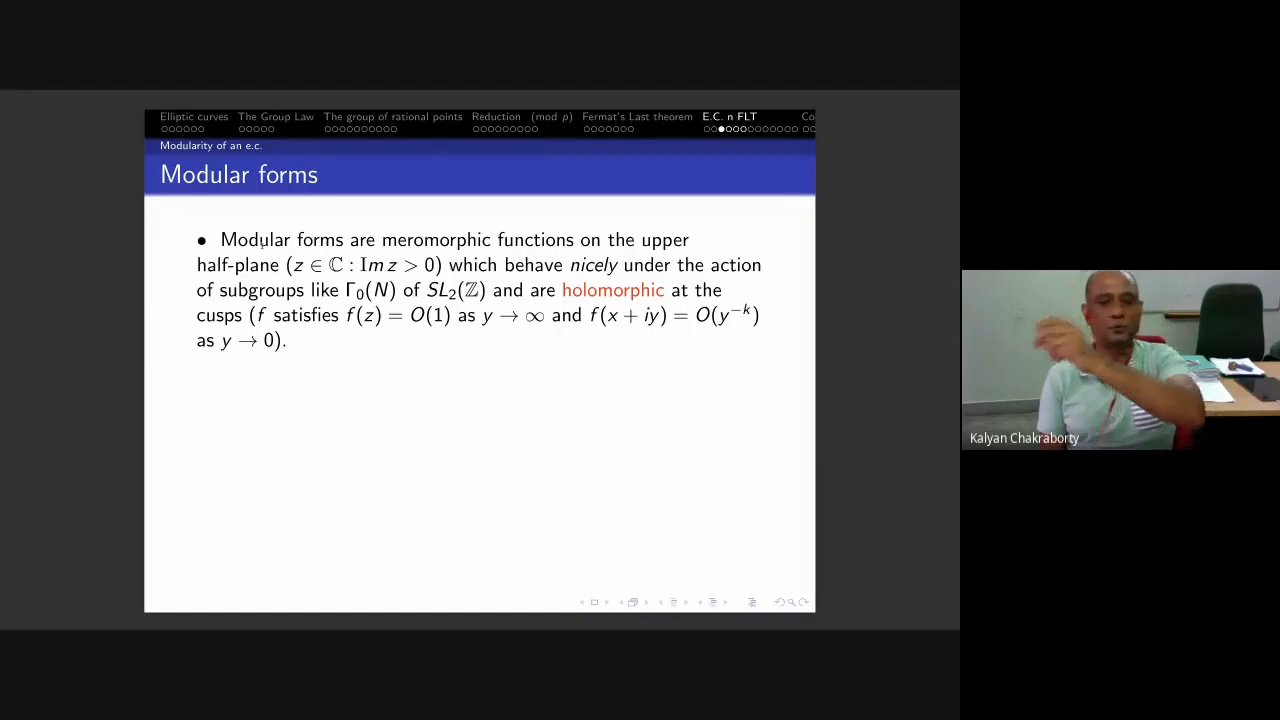 Elliptic curves The Group Law The group of rational points Reduction (mod p) Fermat's Last theorem E.C. n FLT Co
Modularity of an e.c.
Modular forms
• Modular forms are meromorphic functions on the upper
half-plane (z ∈ ℂ : Im z > 0) which behave nicely under the action
of subgroups like Γ₀(N) of SL₂(ℤ) and are holomorphic at the
cusps (f satisfies f(z) = O(1) as y → ∞ and f(x + iy) = O(y⁻ᵏ)
as y → 0).
Kalyan Chakraborty